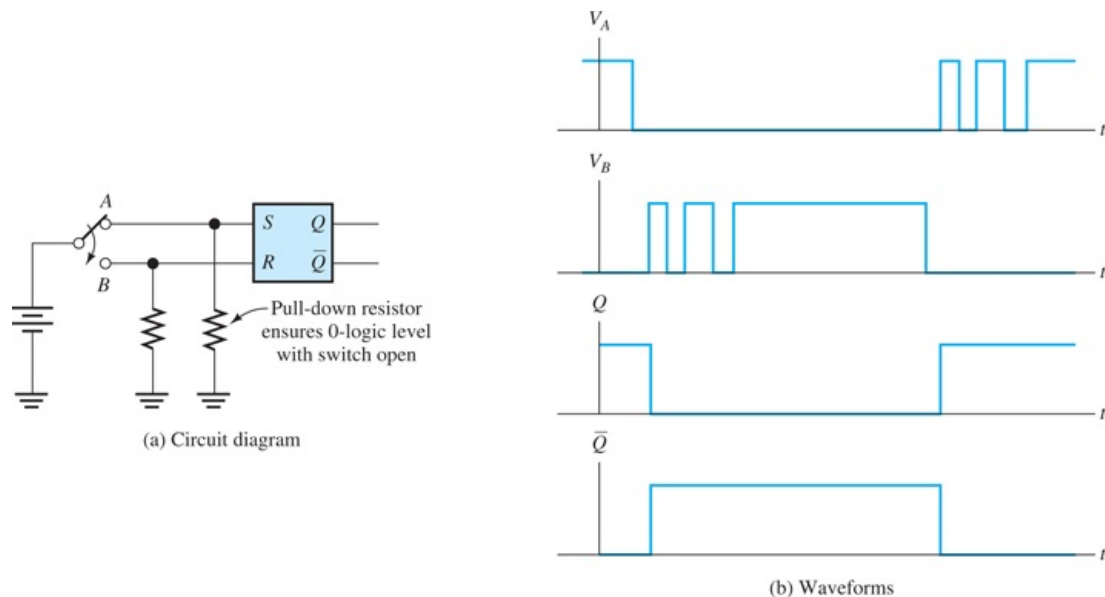 A
B
S Q
R Q̅
Pull-down resistor
ensures 0-logic level
with switch open
(a) Circuit diagram
V_A
t
V_B
t
Q
t
Q̅
t
(b) Waveforms